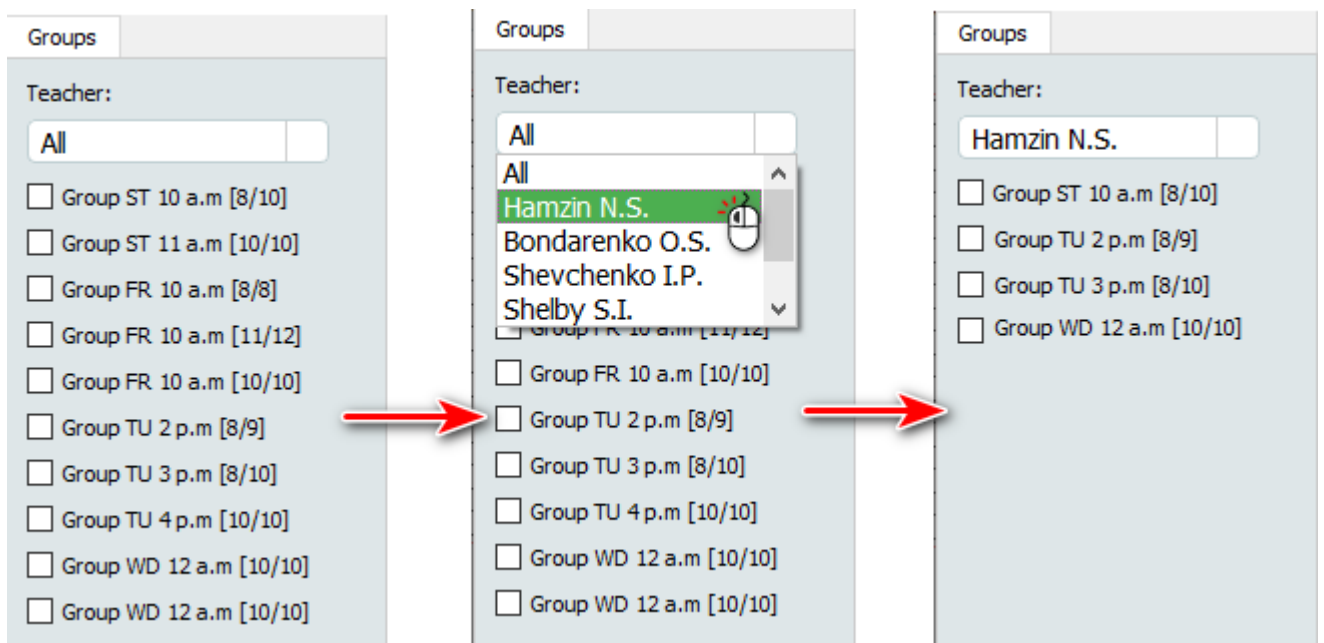 Groups
Teacher:
All
Group ST 10 a.m [8/10]
Group ST 11 a.m [10/10]
Group FR 10 a.m [8/8]
Group FR 10 a.m [11/12]
Group FR 10 a.m [10/10]
Group TU 2 p.m [8/9]
Group TU 3 p.m [8/10]
Group TU 4 p.m [10/10]
Group WD 12 a.m [10/10]
Group WD 12 a.m [10/10]
Groups
Teacher:
All
All
Hamzin N.S.
Bondarenko O.S.
Shevchenko I.P.
Shelby S.I.
Group FR 10 a.m [11/12]
Group FR 10 a.m [10/10]
Group TU 2 p.m [8/9]
Group TU 3 p.m [8/10]
Group TU 4 p.m [10/10]
Group WD 12 a.m [10/10]
Group WD 12 a.m [10/10]
Groups
Teacher:
Hamzin N.S.
Group ST 10 a.m [8/10]
Group TU 2 p.m [8/9]
Group TU 3 p.m [8/10]
Group WD 12 a.m [10/10]